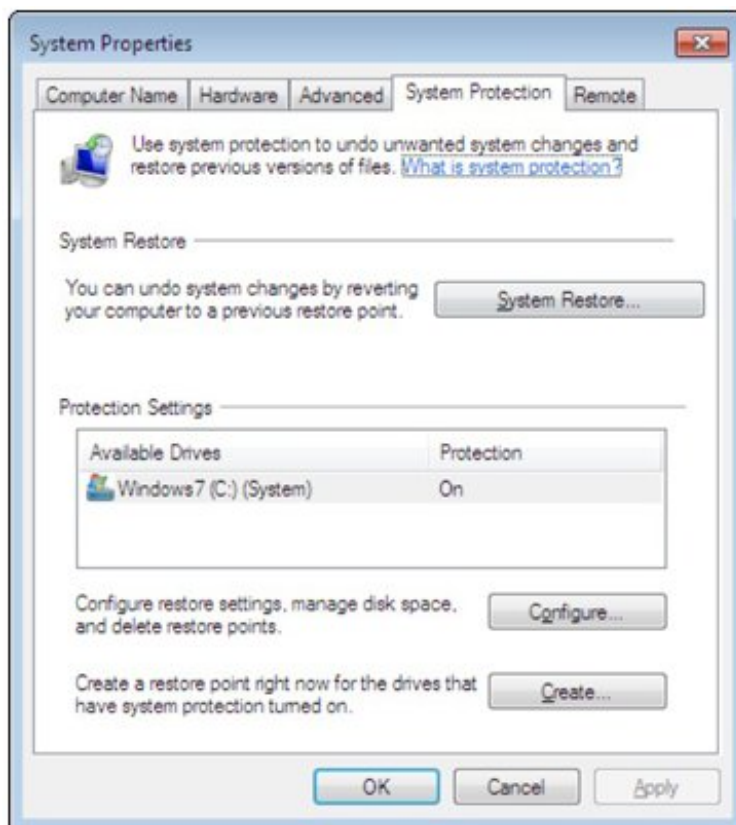 System Properties
Computer Name
Hardware
Advanced
System Protection
Remote
Use system protection to undo unwanted system changes and
restore previous versions of files. What is system protection?
System Restore
You can undo system changes by reverting
your computer to a previous restore point.
System Restore...
Protection Settings
Available Drives
Protection
Windows7 (C:) (System)
On
Configure restore settings, manage disk space,
and delete restore points.
Configure...
Create a restore point right now for the drives that
have system protection turned on.
Create...
OK
Cancel
Apply